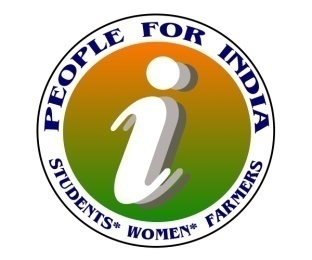 PEOPLE FOR INDIA
i
STUDENTS* WOMEN* FARMERS